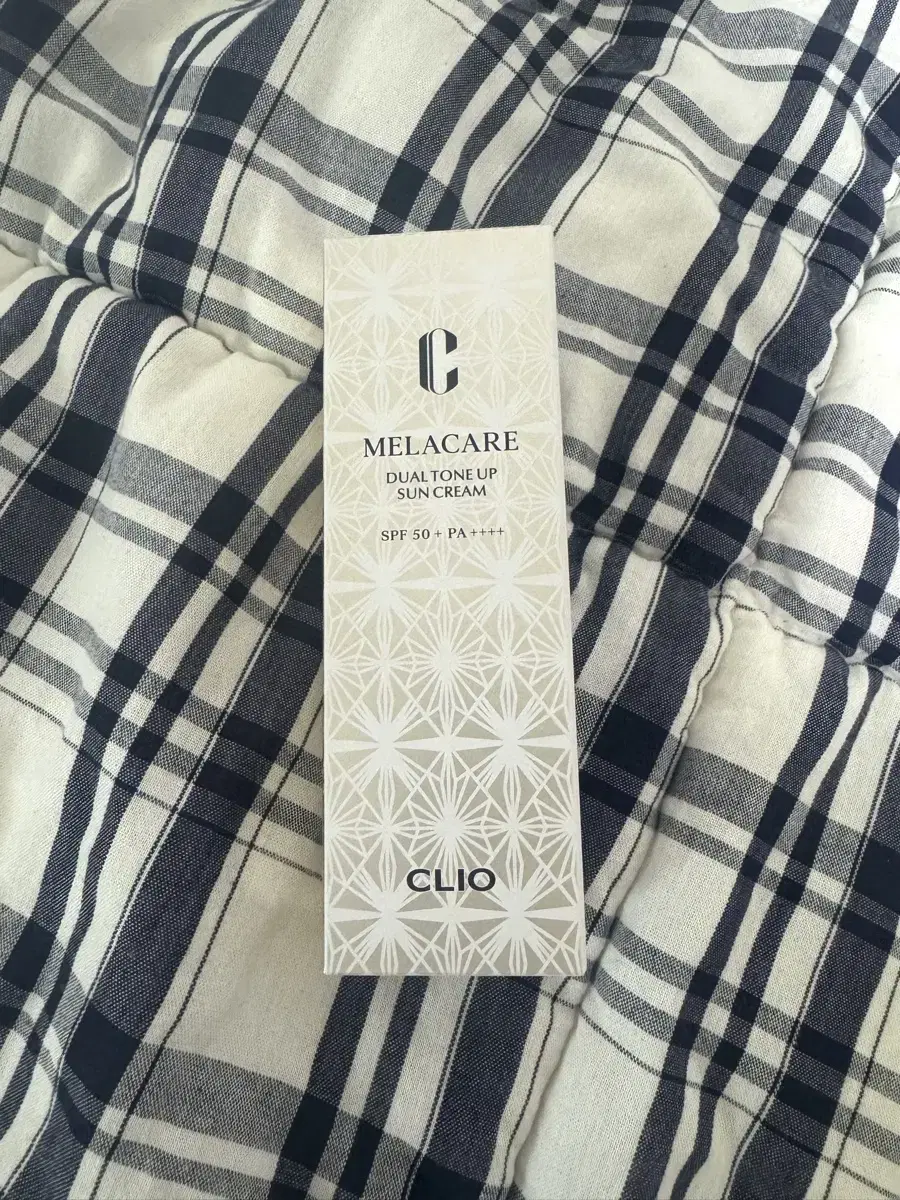 C
MELACARE
DUAL TONE UP
SUN CREAM
SPF 50 + PA ++++
CLIO